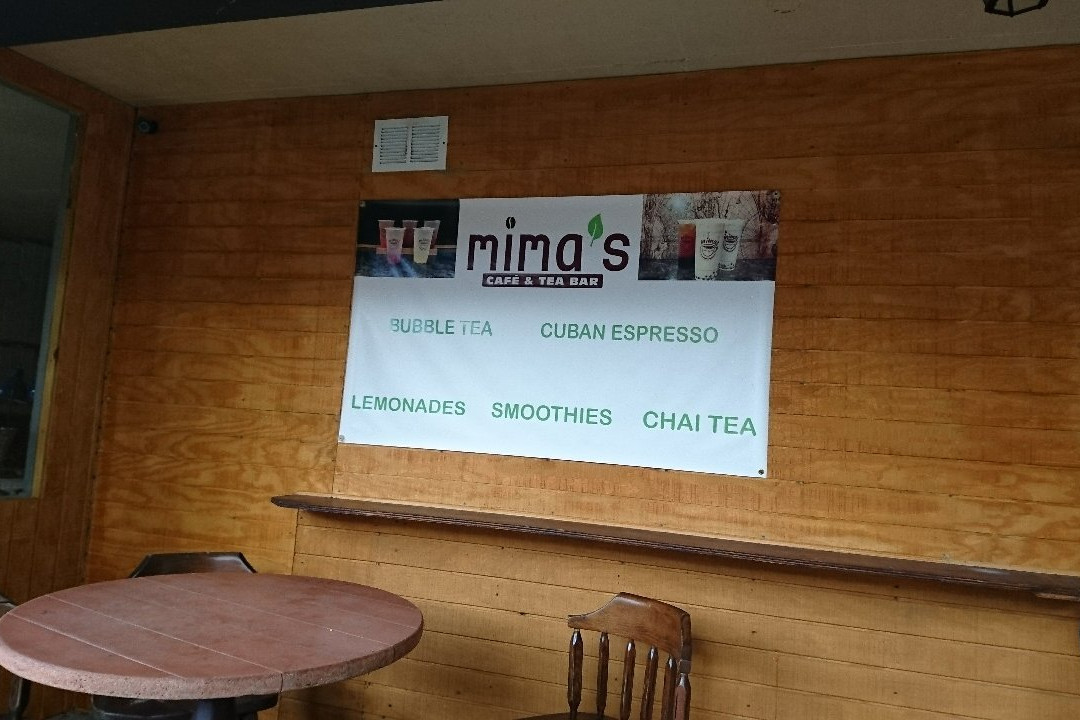 mima's
CAFÉ & TEA BAR
BUBBLE TEA CUBAN ESPRESSO
LEMONADES SMOOTHIES CHAI TEA